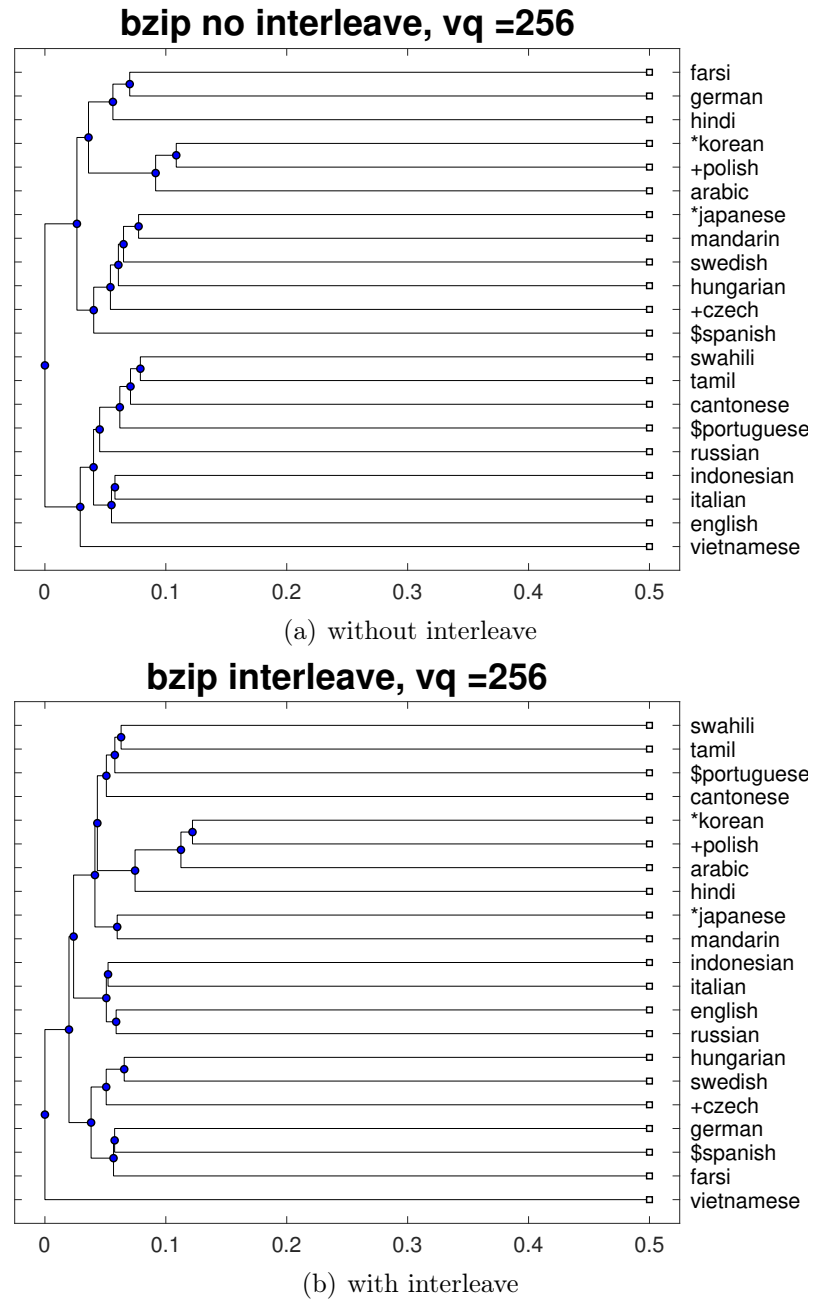 bzip no interleave, vq =256
farsi
german
hindi
*korean
+polish
arabic
*japanese
mandarin
swedish
hungarian
+czech
$spanish
swahili
tamil
cantonese
$portuguese
russian
indonesian
italian
english
vietnamese
0 0.1 0.2 0.3 0.4 0.5
(a) without interleave
bzip interleave, vq =256
swahili
tamil
$portuguese
cantonese
*korean
+polish
arabic
hindi
*japanese
mandarin
indonesian
italian
english
russian
hungarian
swedish
+czech
german
$spanish
farsi
vietnamese
0 0.1 0.2 0.3 0.4 0.5
(b) with interleave